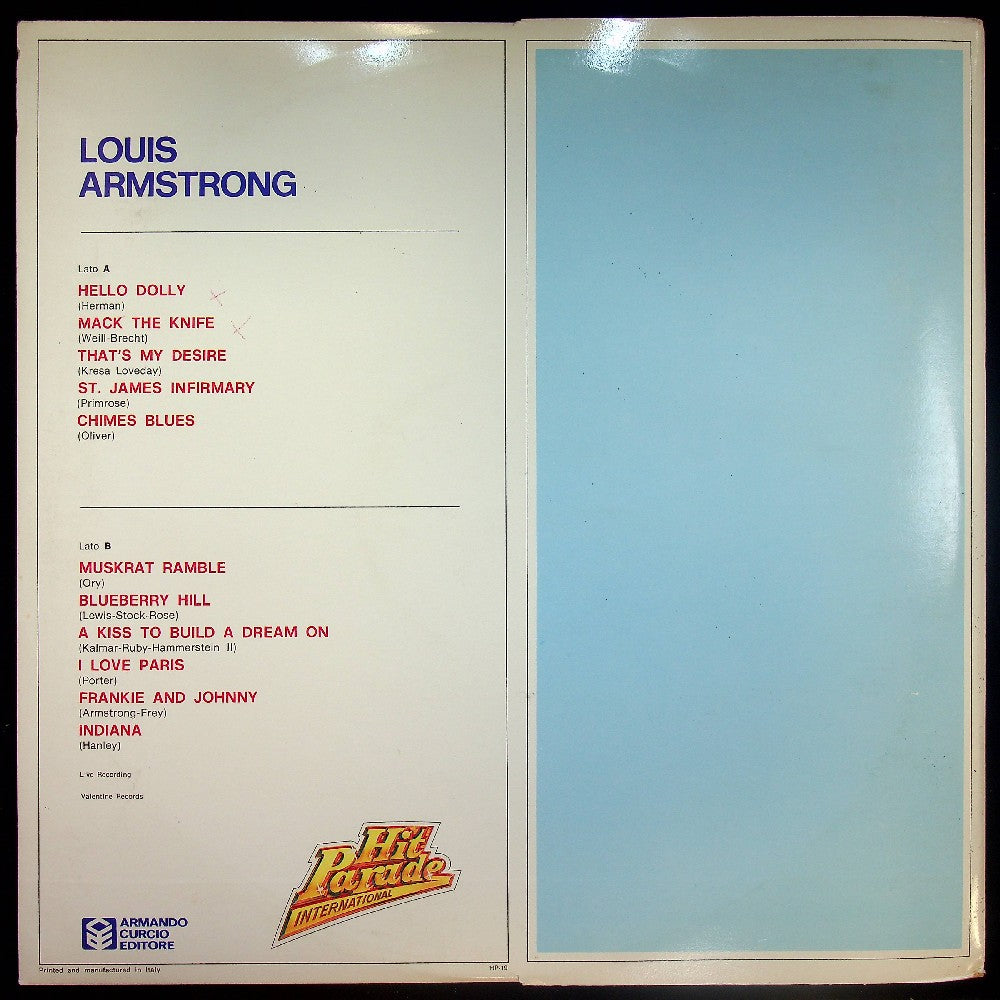 LOUIS
ARMSTRONG
Lato A
HELLO DOLLY
(Herman)
MACK THE KNIFE
(Weill-Brecht)
THAT'S MY DESIRE
(Kresa Loveday)
ST. JAMES INFIRMARY
(Primrose)
CHIMES BLUES
(Oliver)
Lato B
MUSKRAT RAMBLE
(Ory)
BLUEBERRY HILL
(Lewis-Stock-Rose)
A KISS TO BUILD A DREAM ON
(Kalmar-Ruby-Hammerstein II)
I LOVE PARIS
(Porter)
FRANKIE AND JOHNNY
(Armstrong-Frey)
INDIANA
(Hanley)
Live Recording
Valentine Records
Hit
Parade
INTERNATIONAL
ARMANDO
CURCIO
EDITORE
Printed and manufactured in Italy
HP-19